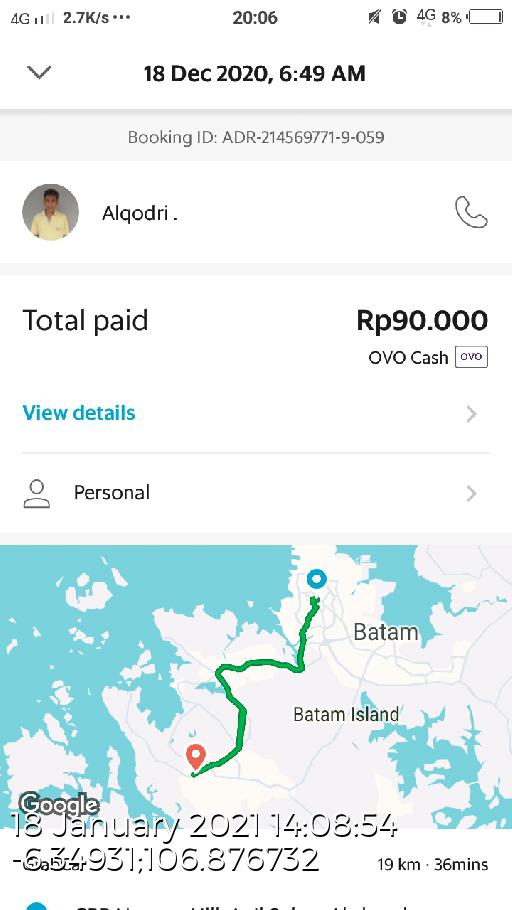 4G 2.7K/s... 20:06 4G 8%
18 Dec 2020, 6:49 AM
Booking ID: ADR-214569771-9-059
Alqodri .
Total paid Rp90.000
OVO Cash OVO
View details
Personal
Batam
Batam Island
Google
18 January 2021 14:08:54
-6.34931;106.876732
19 km · 36mins